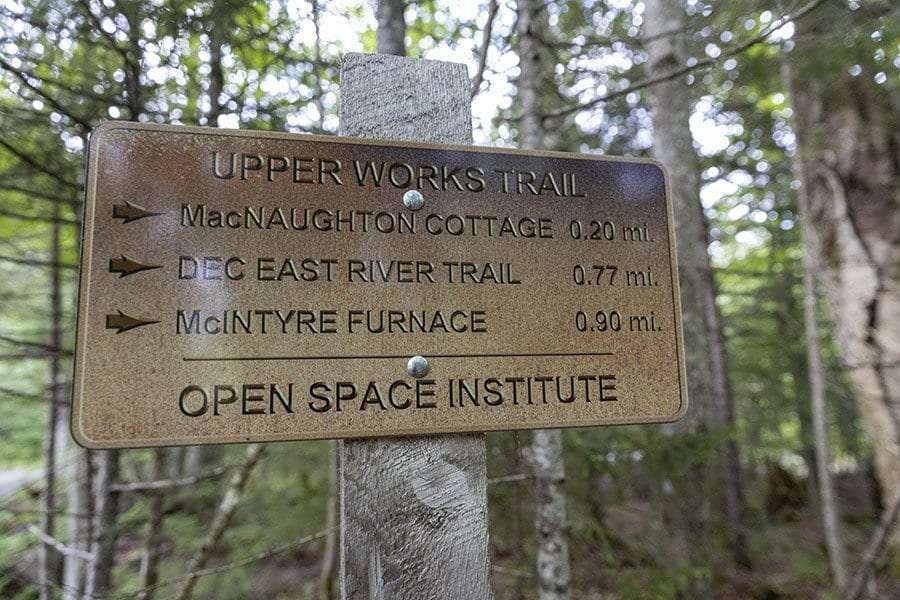 UPPER WORKS TRAIL
MacNAUGHTON COTTAGE 0.20 mi.
DEC EAST RIVER TRAIL 0.77 mi.
McINTYRE FURNACE 0.90 mi.
OPEN SPACE INSTITUTE